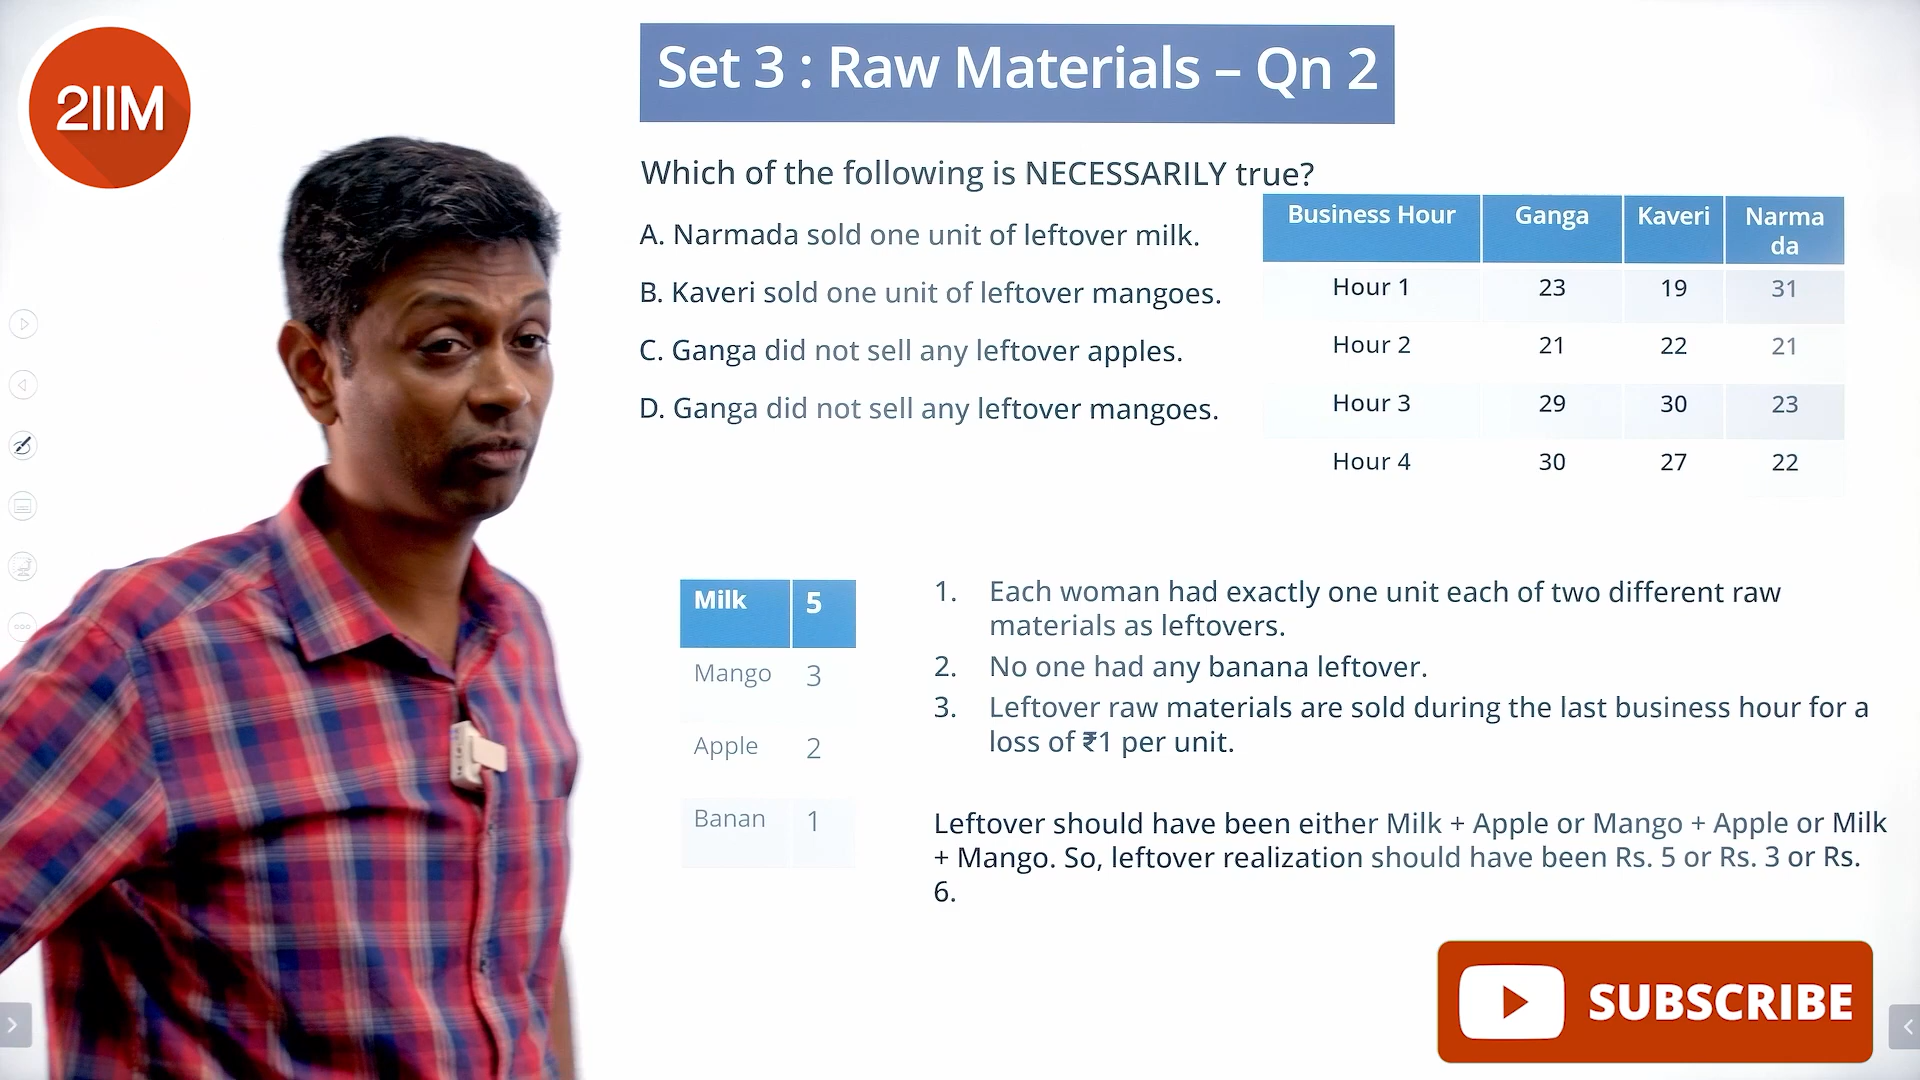 2IIM
Set 3 : Raw Materials – Qn 2
Which of the following is NECESSARILY true?
A. Narmada sold one unit of leftover milk.
B. Kaveri sold one unit of leftover mangoes.
C. Ganga did not sell any leftover apples.
D. Ganga did not sell any leftover mangoes.
Business Hour Ganga Kaveri Narma
da
Hour 1 23 19 31
Hour 2 21 22 21
Hour 3 29 30 23
Hour 4 30 27 22
Milk 5
Mango 3
Apple 2
Banan 1
1. Each woman had exactly one unit each of two different raw
materials as leftovers.
2. No one had any banana leftover.
3. Leftover raw materials are sold during the last business hour for a
loss of ₹1 per unit.
Leftover should have been either Milk + Apple or Mango + Apple or Milk
+ Mango. So, leftover realization should have been Rs. 5 or Rs. 3 or Rs.
6.
SUBSCRIBE